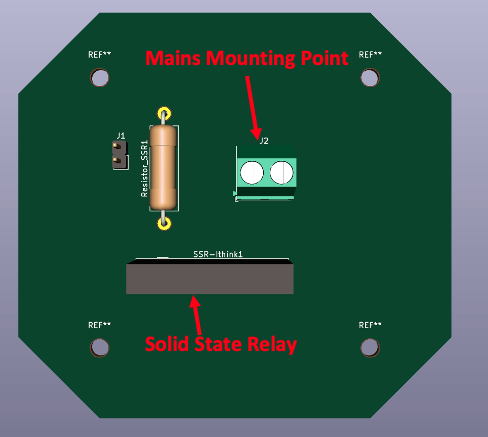 REF**
REF**
Mains Mounting Point
J1
J2
Resistor_SSR1
SSR-Ithink1
REF**
REF**
Solid State Relay